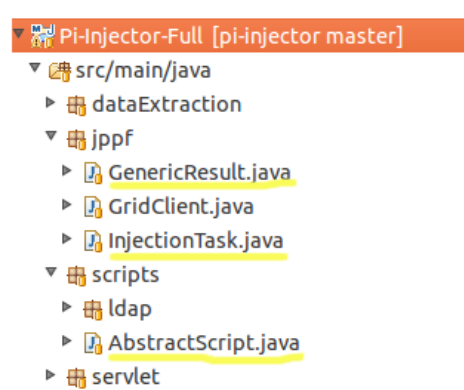 Pi-Injector-Full [pi-injector master]
src/main/java
dataExtraction
jppf
GenericResult.java
GridClient.java
InjectionTask.java
scripts
ldap
AbstractScript.java
servlet